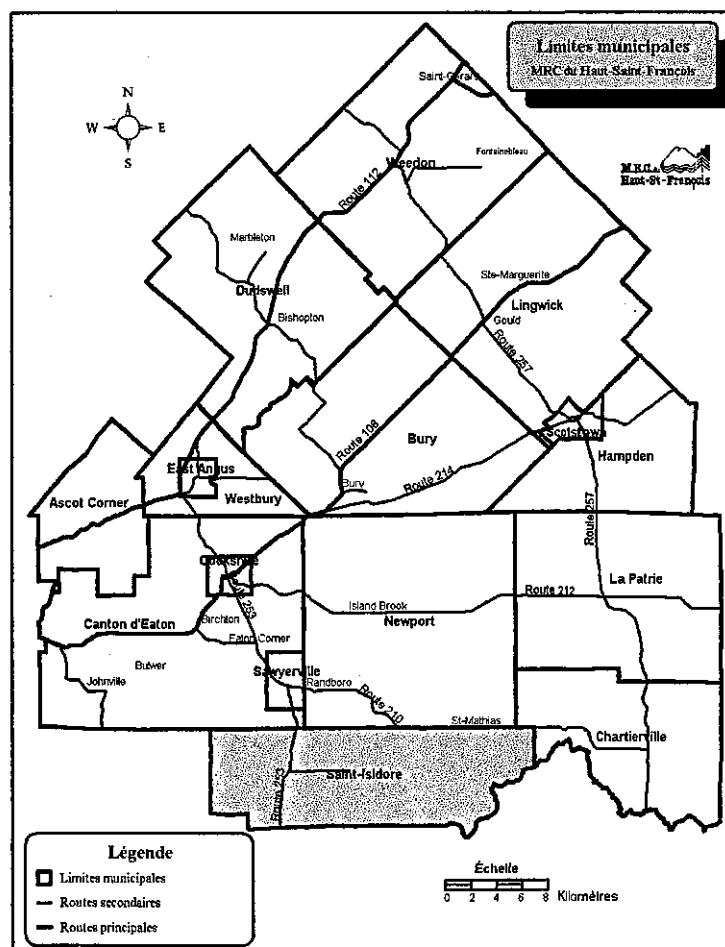 Limites municipales
MRC du Haut-Saint-François
N
W E
S
Saint-Gérard
Weedon
Fontainebleau
Route 112
M.R.C. du
Haut-St-François
Marbleton
Dudswell
Bishopton
Ste-Marguerite
Lingwick
Gould
Route 257
Scotstown
Hampden
Route 108
Bury
Route 214
Bury
East Angus
Westbury
Ascot Corner
Route 257
Cookshire
Route 253
La Patrie
Route 212
Island Brook
Newport
Birchton
Canton d'Eaton
Eaton Corner
Bulwer
Johnville
Sawyerville
Randboro
Route 210
St-Mathias
Chartierville
Saint-Isidore
Route 253
Légende
Limites municipales
Routes secondaires
Routes principales
Échelle
0 2 4 6 8 Kilomètres